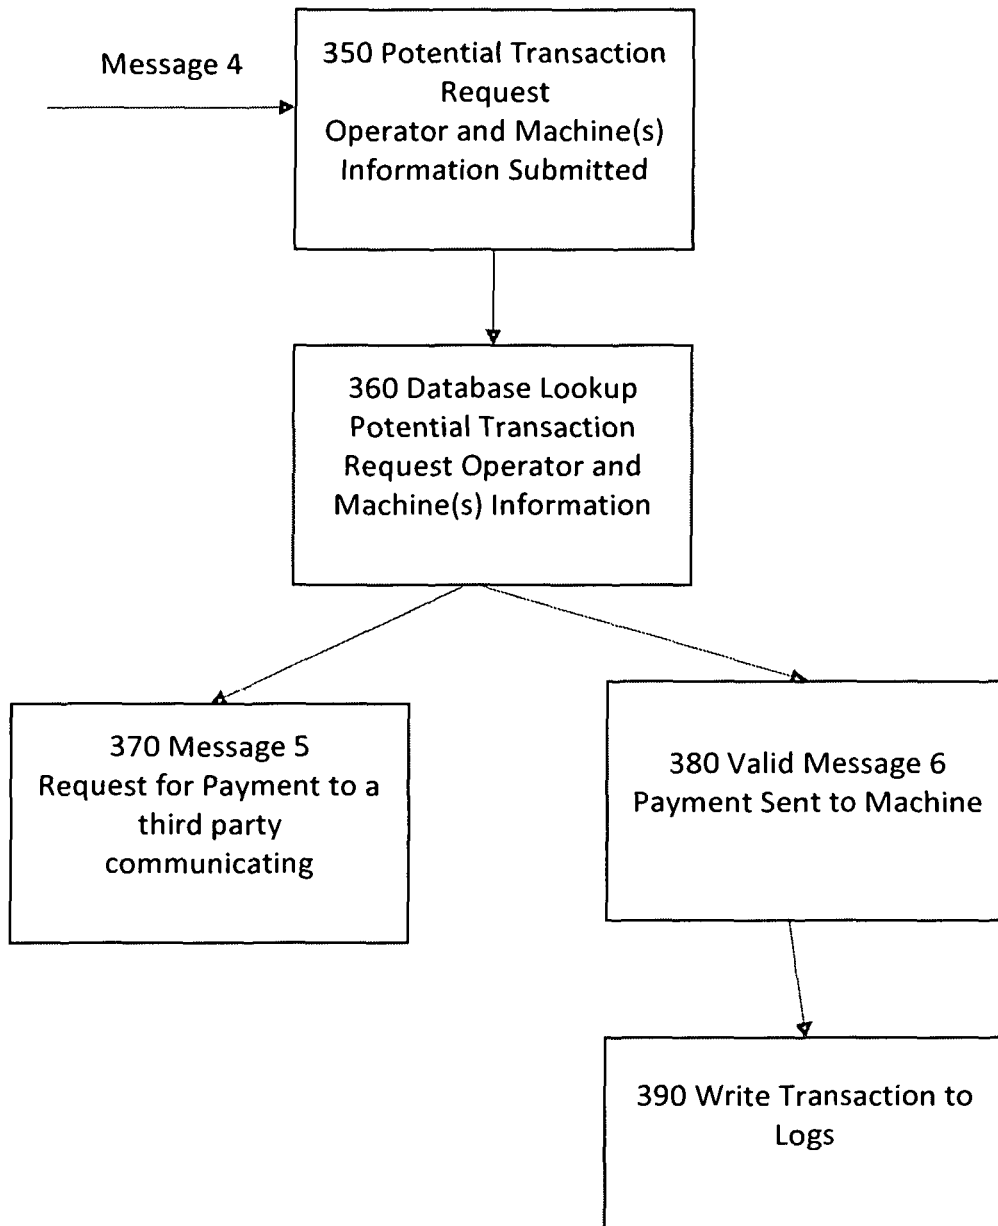 Message 4
350 Potential Transaction
Request
Operator and Machine(s)
Information Submitted
360 Database Lookup
Potential Transaction
Request Operator and
Machine(s) Information
370 Message 5
Request for Payment to a
third party
communicating
380 Valid Message 6
Payment Sent to Machine
390 Write Transaction to
Logs